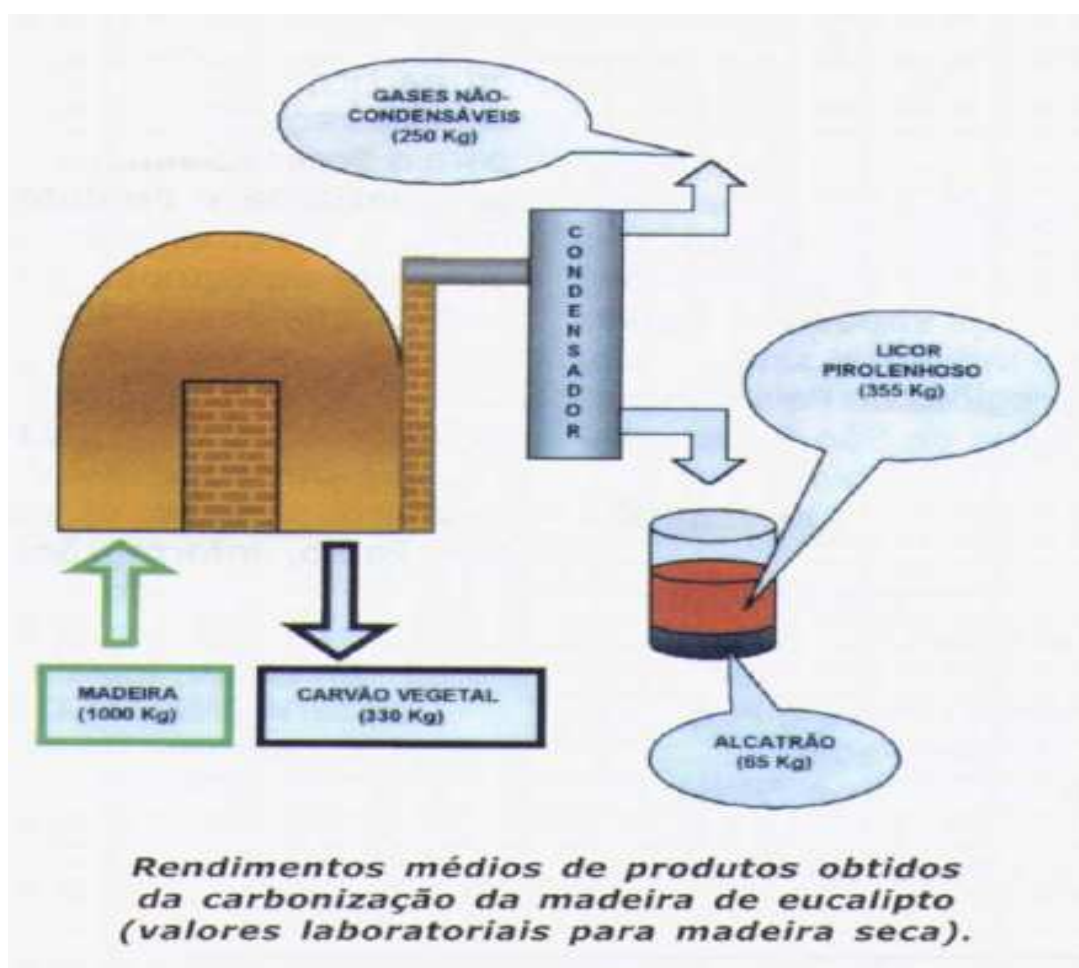 GASES NÃO-
CONDENSÁVEIS
(250 Kg)
CONDENSADOR
LICOR
PIROLENHOSO
(355 Kg)
MADEIRA
(1000 Kg)
CARVÃO VEGETAL
(330 Kg)
ALCATRÃO
(65 Kg)
Rendimentos médios de produtos obtidos
da carbonização da madeira de eucalipto
(valores laboratoriais para madeira seca).